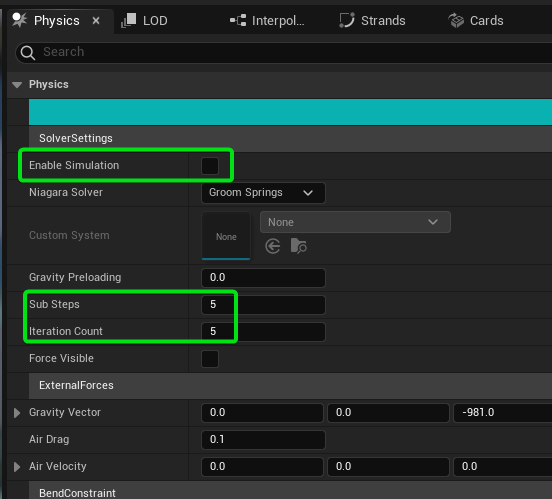 Physics LOD Interpol... Strands Cards
Search
Physics
SolverSettings
Enable Simulation
Niagara Solver Groom Springs
Custom System None None
Gravity Preloading 0.0
Sub Steps 5
Iteration Count 5
Force Visible
ExternalForces
Gravity Vector 0.0 0.0 -981.0
Air Drag 0.1
Air Velocity 0.0 0.0 0.0
BendConstraint